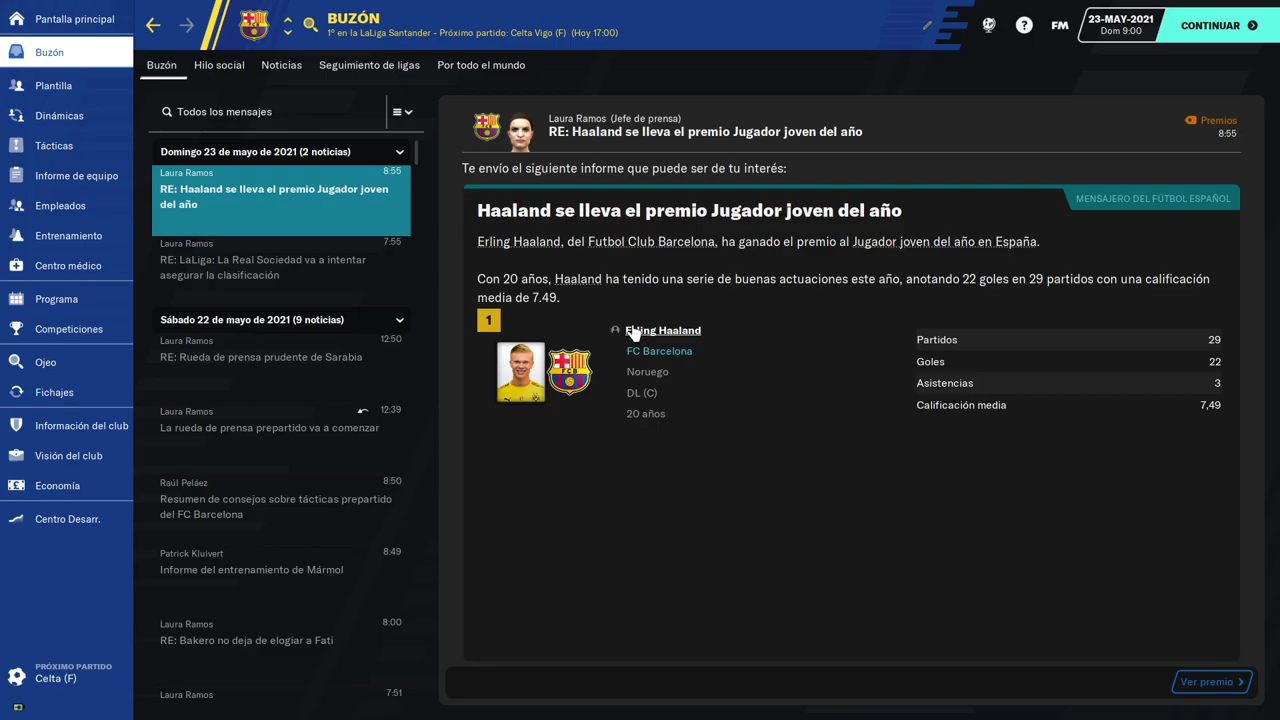 Pantalla principal
Buzón
Plantilla
Dinámicas
Tácticas
Informe de equipo
Empleados
Entrenamiento
Centro médico
Programa
Competiciones
Ojeo
Fichajes
Información del club
Visión del club
Economía
Centro Desarr.
PRÓXIMO PARTIDO
Celta (F)
BUZÓN
1º en la LaLiga Santander - Próximo partido: Celta Vigo (F) (Hoy 17:00)
FM
23-MAY-2021
Dom 9:00
CONTINUAR
Buzón Hilo social Noticias Seguimiento de ligas Por todo el mundo
Todos los mensajes
Domingo 23 de mayo de 2021 (2 noticias)
Laura Ramos 8:55
RE: Haaland se lleva el premio Jugador joven
del año
Laura Ramos 7:55
RE: LaLiga: La Real Sociedad va a intentar
asegurar la clasificación
Sábado 22 de mayo de 2021 (9 noticias)
Laura Ramos 12:50
RE: Rueda de prensa prudente de Sarabia
Laura Ramos 12:39
La rueda de prensa prepartido va a comenzar
Raúl Peláez 8:50
Resumen de consejos sobre tácticas prepartido
del FC Barcelona
Patrick Kluivert 8:49
Informe del entrenamiento de Mármol
Laura Ramos 8:00
RE: Bakero no deja de elogiar a Fati
Laura Ramos 7:51
Laura Ramos (Jefe de prensa)
RE: Haaland se lleva el premio Jugador joven del año
Premios
8:55
Te envío el siguiente informe que puede ser de tu interés:
MENSAJERO DEL FÚTBOL ESPAÑOL
Haaland se lleva el premio Jugador joven del año
Erling Haaland, del Futbol Club Barcelona, ha ganado el premio al Jugador joven del año en España.
Con 20 años, Haaland ha tenido una serie de buenas actuaciones este año, anotando 22 goles en 29 partidos con una calificación
media de 7.49.
1
Erling Haaland
FC Barcelona
Noruego
DL (C)
20 años
Partidos 29
Goles 22
Asistencias 3
Calificación media 7,49
Ver premio